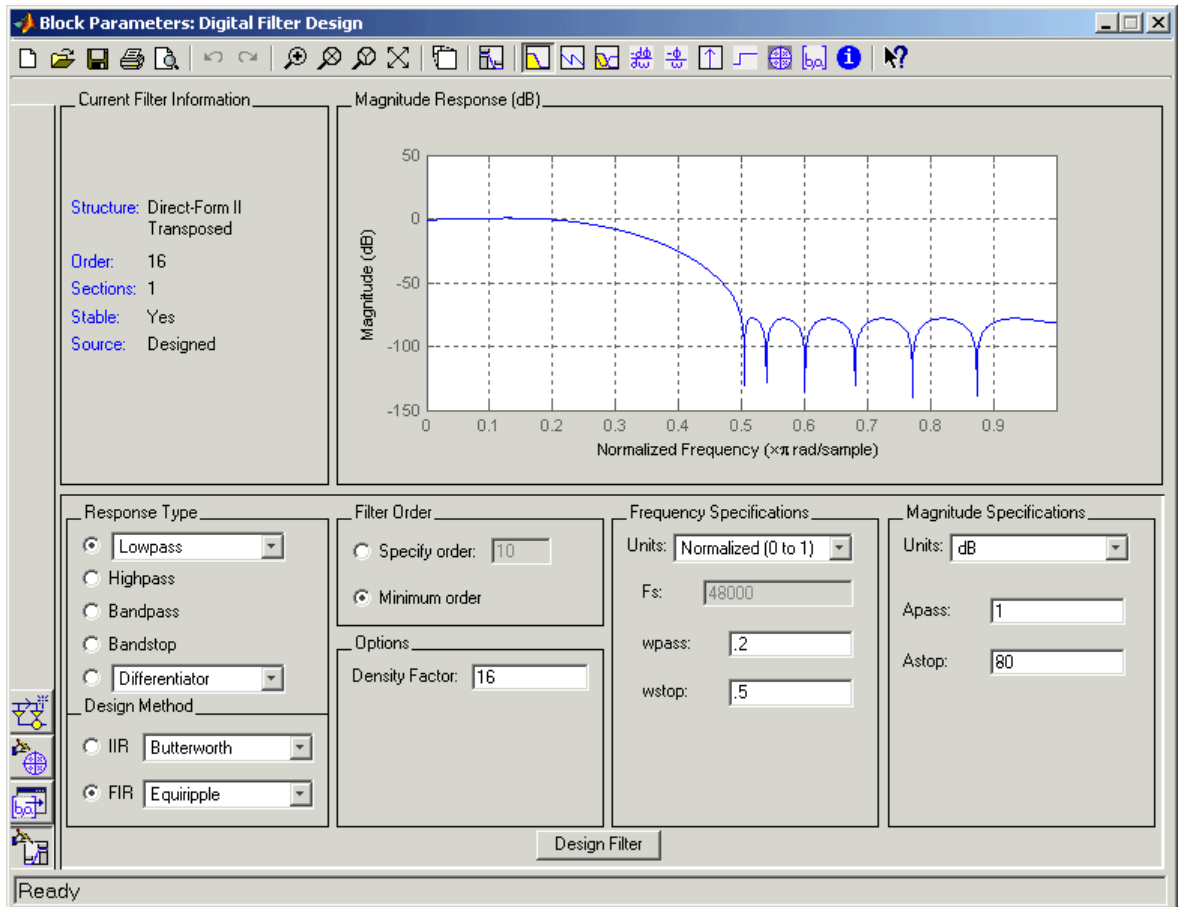 Block Parameters: Digital Filter Design
Current Filter Information
Structure: Direct-Form II
Transposed
Order: 16
Sections: 1
Stable: Yes
Source: Designed
Magnitude Response (dB)
50
0
-50
-100
-150
Magnitude (dB)
0 0.1 0.2 0.3 0.4 0.5 0.6 0.7 0.8 0.9
Normalized Frequency (×π rad/sample)
Response Type
Lowpass
Highpass
Bandpass
Bandstop
Differentiator
Design Method
IIR Butterworth
FIR Equiripple
Filter Order
Specify order: 10
Minimum order
Options
Density Factor: 16
Frequency Specifications
Units: Normalized (0 to 1)
Fs: 48000
wpass: .2
wstop: .5
Magnitude Specifications
Units: dB
Apass: 1
Astop: 80
Design Filter
Ready